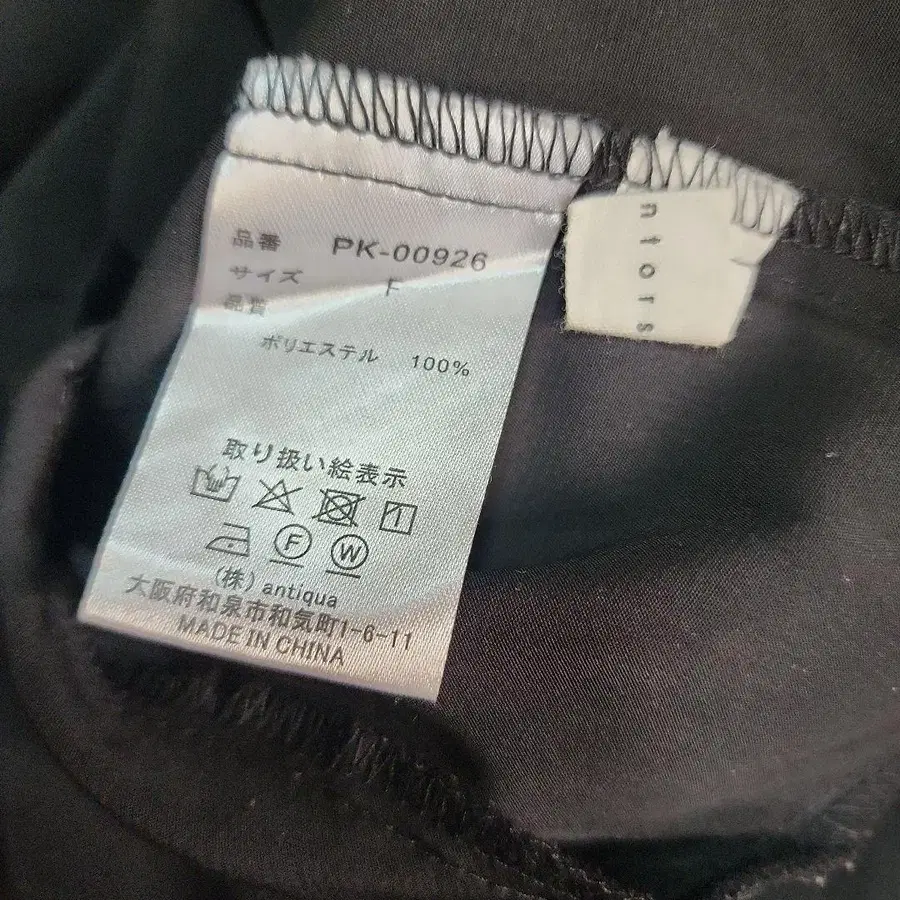 品番 PK-00926
サイズ F
品質
ポリエステル 100%
取り扱い絵表示
F W
(株) antiqua
大阪府和泉市和気町1-6-11
MADE IN CHINA
ntors